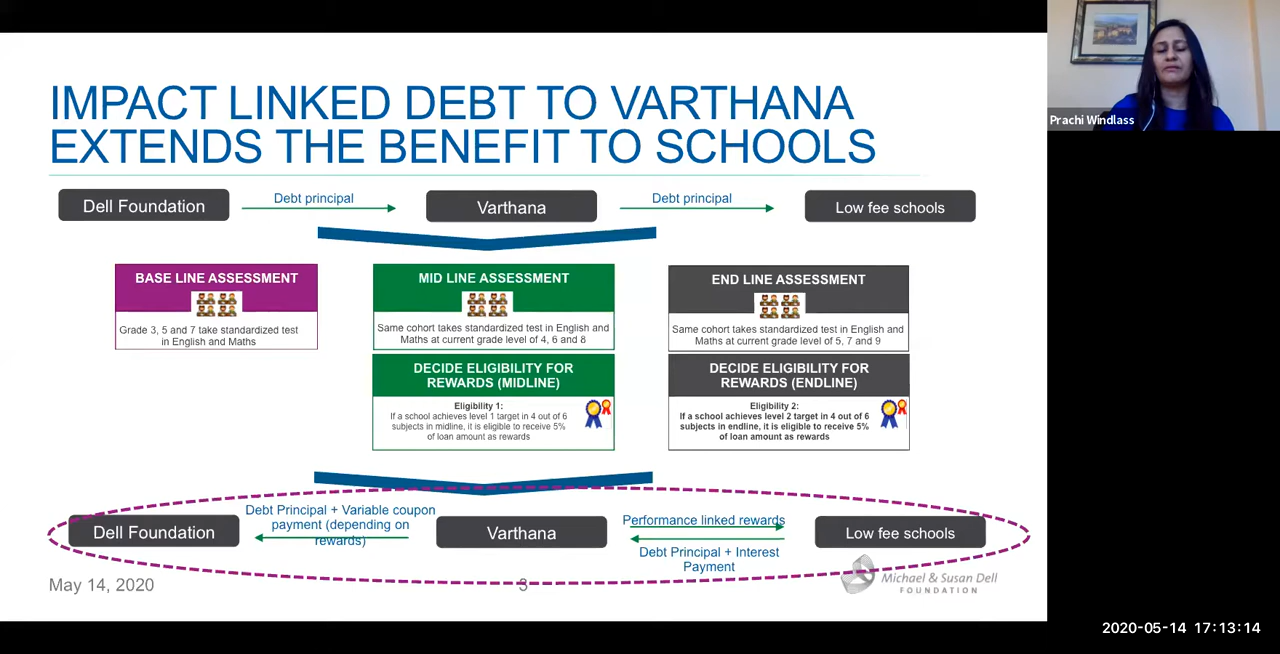 IMPACT LINKED DEBT TO VARTHANA
EXTENDS THE BENEFIT TO SCHOOLS
Prachi Windlass
Dell Foundation
Debt principal
Varthana
Debt principal
Low fee schools
BASE LINE ASSESSMENT
Grade 3, 5 and 7 take standardized test
in English and Maths
MID LINE ASSESSMENT
Same cohort takes standardized test in English and
Maths at current grade level of 4, 6 and 8
DECIDE ELIGIBILITY FOR
REWARDS (MIDLINE)
Eligibility 1:
If a school achieves level 1 target in 4 out of 6
subjects in midline, it is eligible to receive 5%
of loan amount as rewards
END LINE ASSESSMENT
Same cohort takes standardized test in English and
Maths at current grade level of 5, 7 and 9
DECIDE ELIGIBILITY FOR
REWARDS (ENDLINE)
Eligibility 2:
If a school achieves level 2 target in 4 out of 6
subjects in endline, it is eligible to receive 5%
of loan amount as rewards
Dell Foundation
Debt Principal + Variable coupon
payment (depending on
rewards)
Varthana
Performance linked rewards
Debt Principal + Interest
Payment
Low fee schools
May 14, 2020
3
Michael & Susan Dell
FOUNDATION
2020-05-14 17:13:14